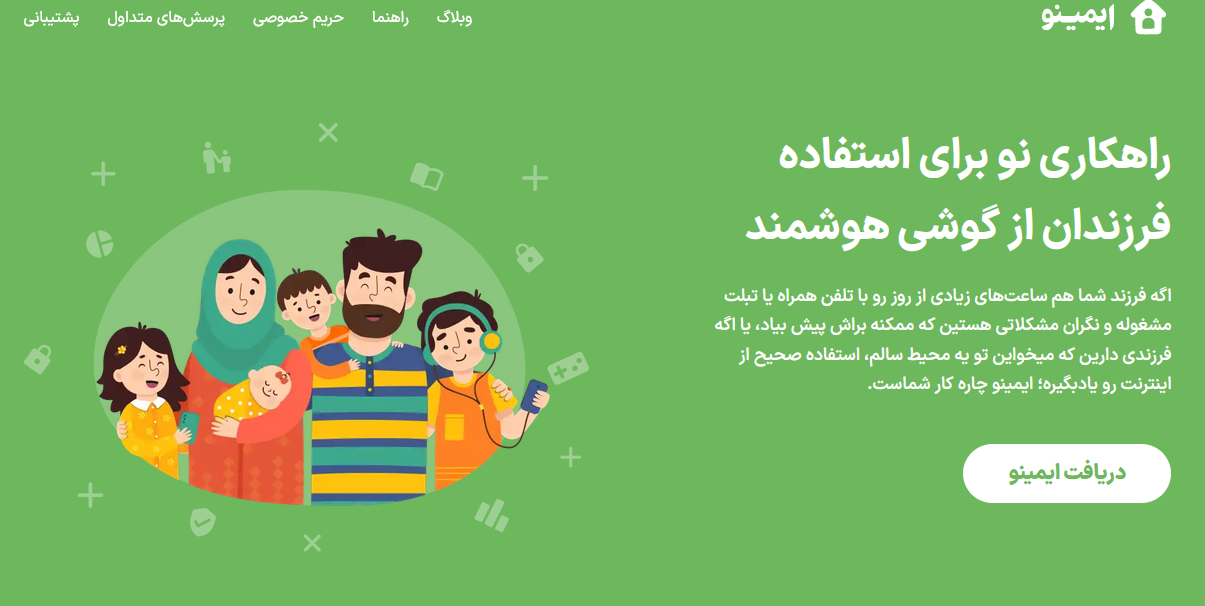 ایمینو
وبلاگ
راهنما
حریم خصوصی
پرسش‌های متداول
پشتیبانی
راهکاری نو برای استفاده
فرزندان از گوشی هوشمند
اگه فرزند شما هم ساعت‌های زیادی از روز رو با تلفن همراه یا تبلت
مشغوله و نگران مشکلاتی هستین که ممکنه براش پیش بیاد، یا اگه
فرزندی دارین که میخواین تو یه محیط سالم، استفاده صحیح از
اینترنت رو یادبگیره؛ ایمینو چاره کار شماست.
دریافت ایمینو